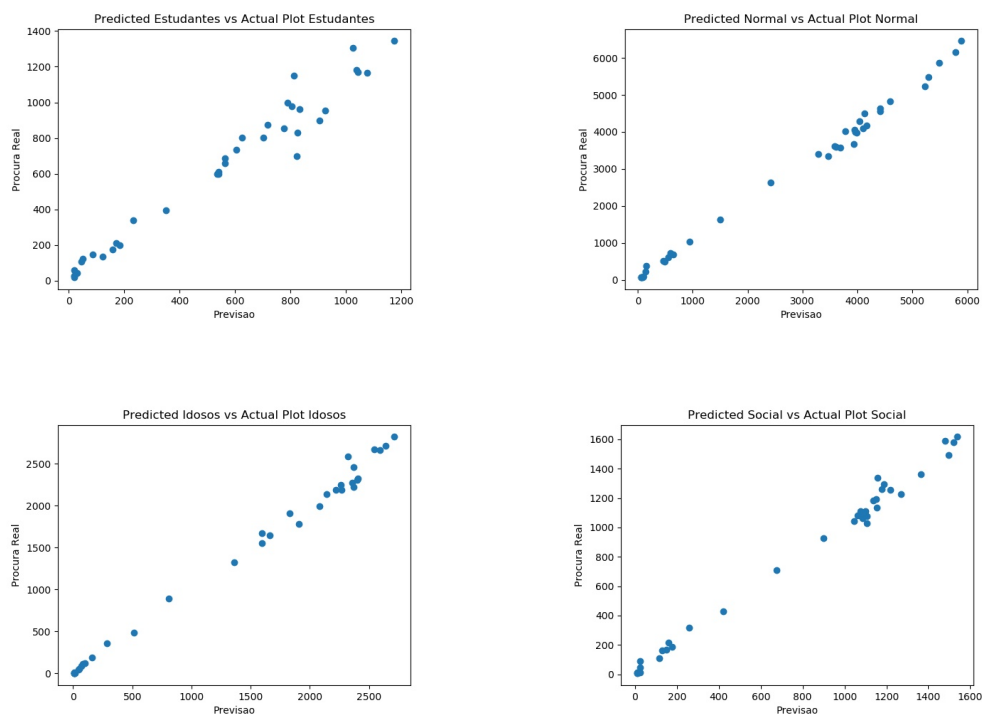 Predicted Estudantes vs Actual Plot Estudantes
1400
1200
1000
800
600
400
200
0
Procura Real
0 200 400 600 800 1000 1200
Previsao
Predicted Normal vs Actual Plot Normal
6000
5000
4000
3000
2000
1000
0
Procura Real
0 1000 2000 3000 4000 5000 6000
Previsao
Predicted Idosos vs Actual Plot Idosos
2500
2000
1500
1000
500
0
Procura Real
0 500 1000 1500 2000 2500
Previsao
Predicted Social vs Actual Plot Social
1600
1400
1200
1000
800
600
400
200
0
Procura Real
0 200 400 600 800 1000 1200 1400 1600
Previsao